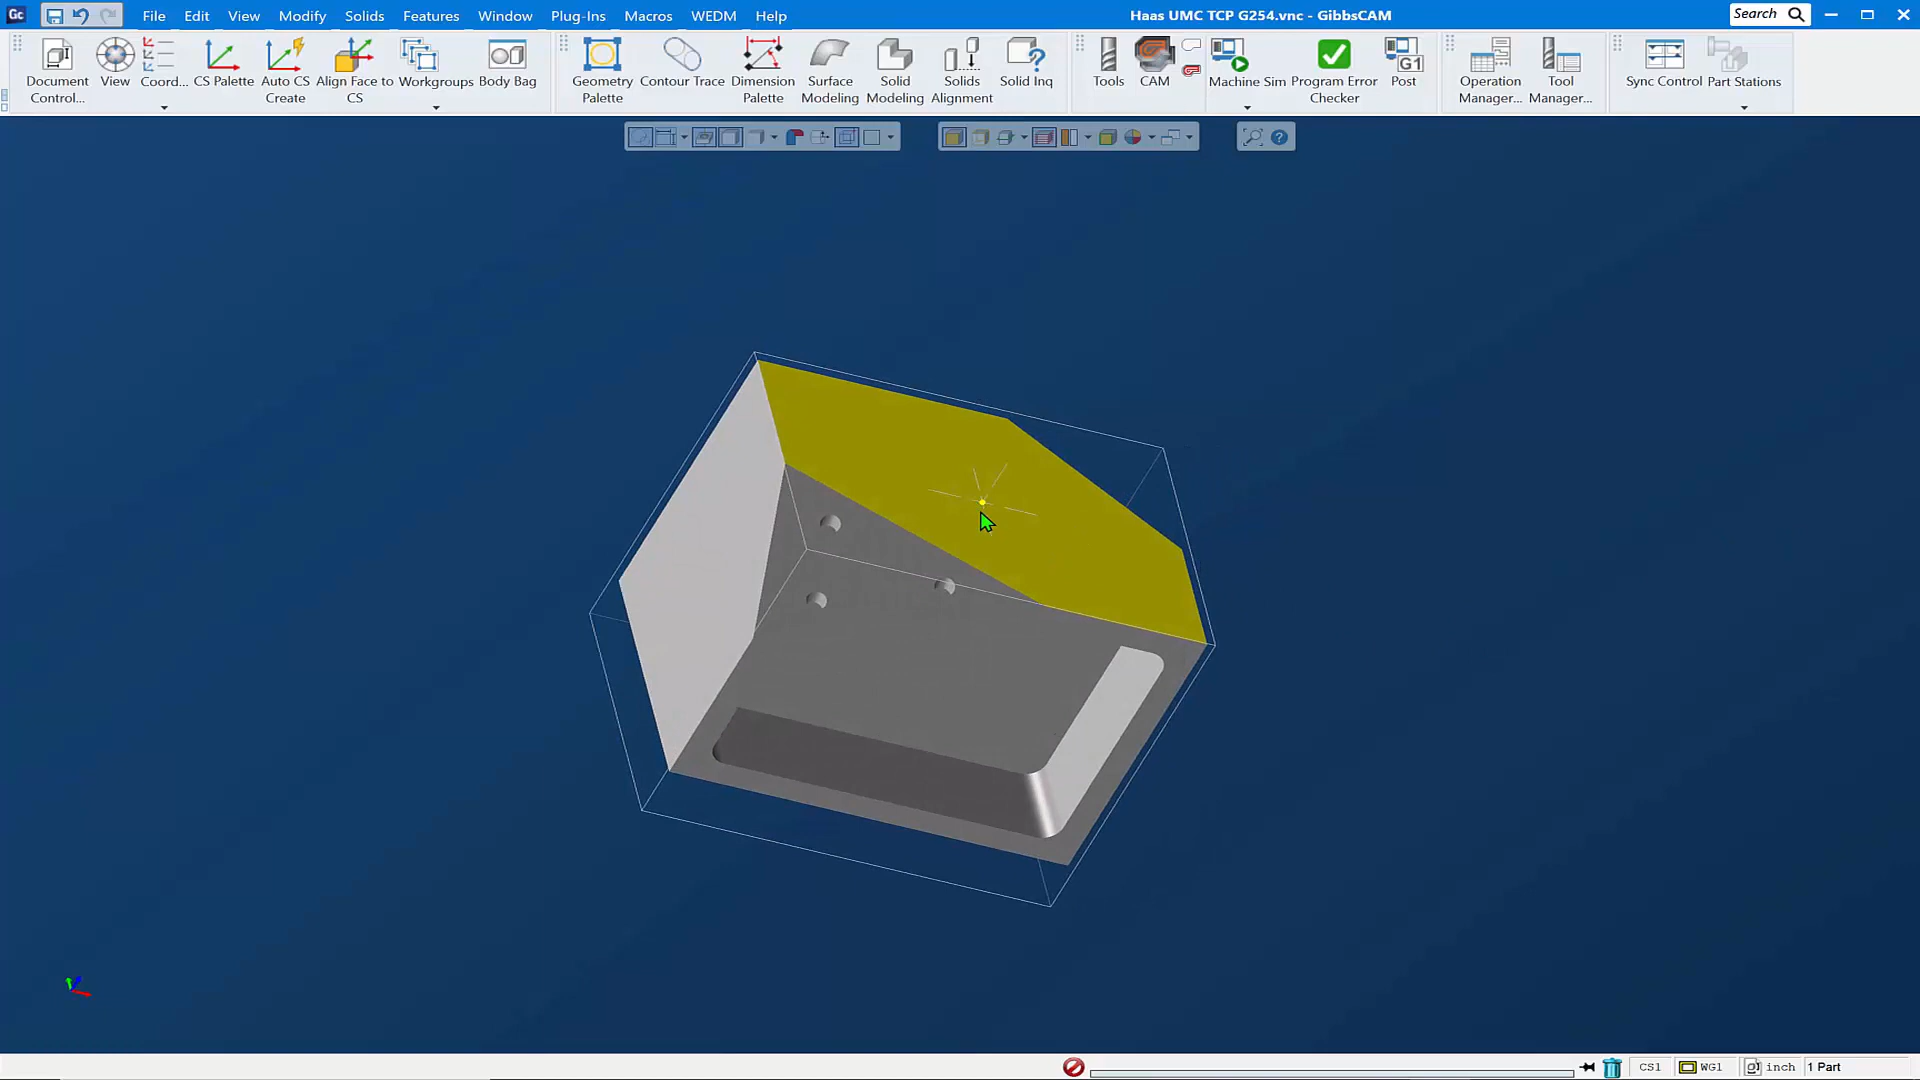 Gc File Edit View Modify Solids Features Window Plug-Ins Macros WEDM Help Haas UMC TCP G254.vnc - GibbsCAM Search
Document Control... View Coord... CS Palette Auto CS Create Align Face to CS Workgroups Body Bag Geometry Palette Contour Trace Dimension Palette Surface Modeling Solid Modeling Solids Alignment Solid Inq Tools CAM Machine Sim Program Error Checker G1 Post Operation Manager... Tool Manager... Sync Control Part Stations
CS1 WG1 inch 1 Part